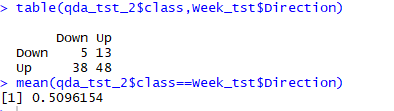 > table(qda_tst_2$class,Week_tst$Direction)
Down Up
Down 5 13
Up 38 48
> mean(qda_tst_2$class==Week_tst$Direction)
[1] 0.5096154